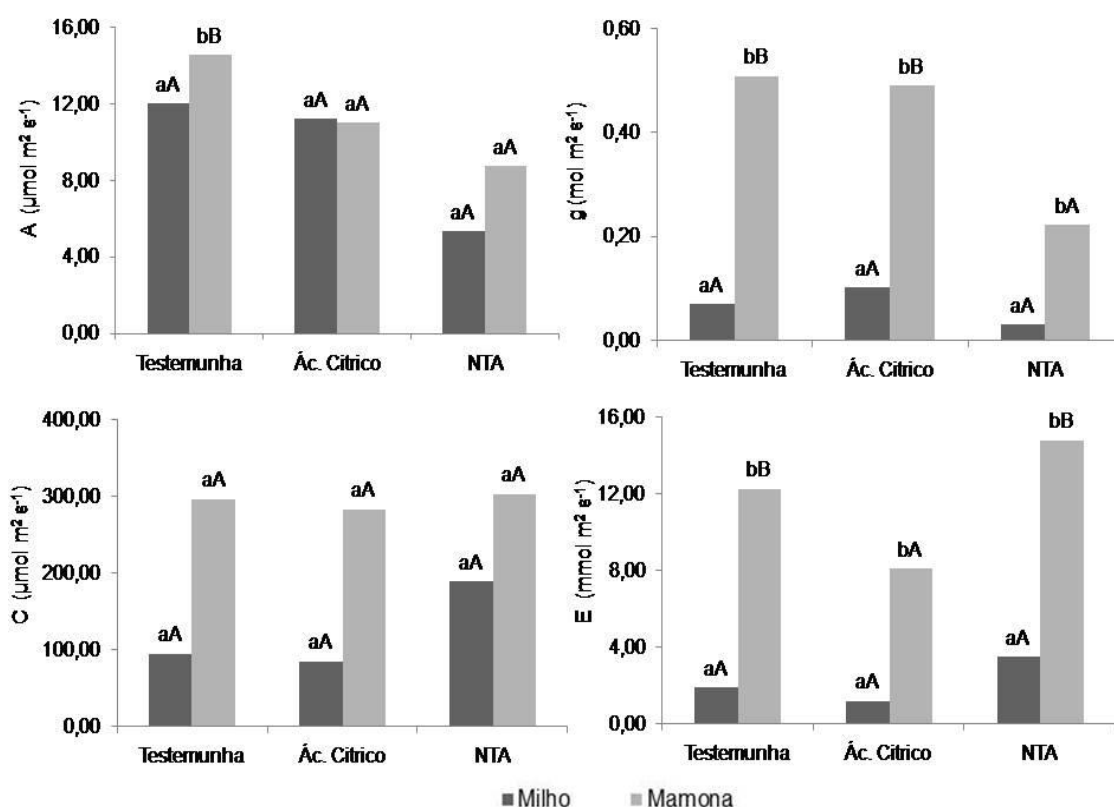 16,00
12,00
8,00
4,00
0,00
A (µmol m² s⁻¹)
aA
bB
aA
aA
aA
aA
Testemunha
Ác. Citrico
NTA
0,60
0,40
0,20
0,00
g (mol m² s⁻¹)
aA
bB
aA
bB
aA
bA
Testemunha
Ác. Citrico
NTA
400,00
300,00
200,00
100,00
0,00
C (µmol m² s⁻¹)
aA
aA
aA
aA
aA
aA
Testemunha
Ác. Citrico
NTA
16,00
12,00
8,00
4,00
0,00
E (mmol m² s⁻¹)
aA
bB
aA
bA
aA
bB
Testemunha
Ác. Citrico
NTA
Milho
Mamona